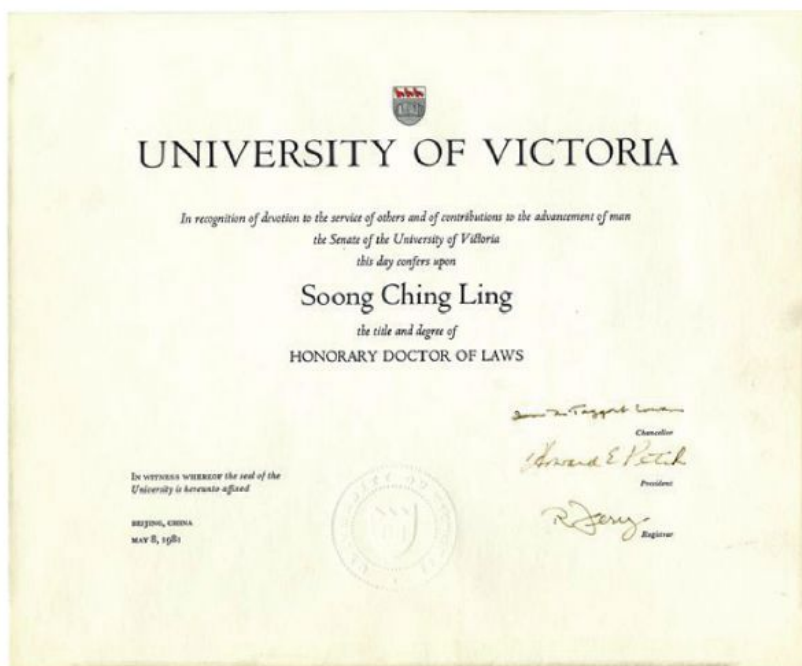 UNIVERSITY OF VICTORIA
In recognition of devotion to the service of others and of contributions to the advancement of man
the Senate of the University of Victoria
this day confers upon
Soong Ching Ling
the title and degree of
HONORARY DOCTOR OF LAWS
Chancellor
Howard E Petch
President
IN WITNESS WHEREOF the seal of the
University is hereunto affixed
R Ferry
Registrar
BEIJING, CHINA
MAY 8, 1981